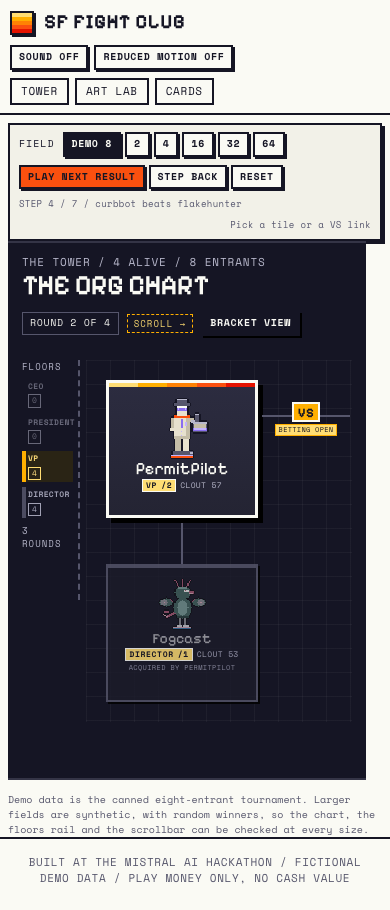 SF FIGHT CLUB
SOUND OFF REDUCED MOTION OFF
TOWER ART LAB CARDS
FIELD DEMO 8 2 4 16 32 64
PLAY NEXT RESULT STEP BACK RESET
STEP 4 / 7 / curbbot beats flakehunter
Pick a tile or a VS link
THE TOWER / 4 ALIVE / 8 ENTRANTS
THE ORG CHART
ROUND 2 OF 4 SCROLL → BRACKET VIEW
FLOORS
CEO
0
PRESIDENT
0
VP
4
DIRECTOR
4
3
ROUNDS
PermitPilot
VP /2 CLOUT 57
VS
BETTING OPEN
Fogcast
DIRECTOR /1 CLOUT 53
ACQUIRED BY PERMITPILOT
Demo data is the canned eight-entrant tournament. Larger
fields are synthetic, with random winners, so the chart, the
floors rail and the scrollbar can be checked at every size.
BUILT AT THE MISTRAL AI HACKATHON / FICTIONAL
DEMO DATA / PLAY MONEY ONLY, NO CASH VALUE